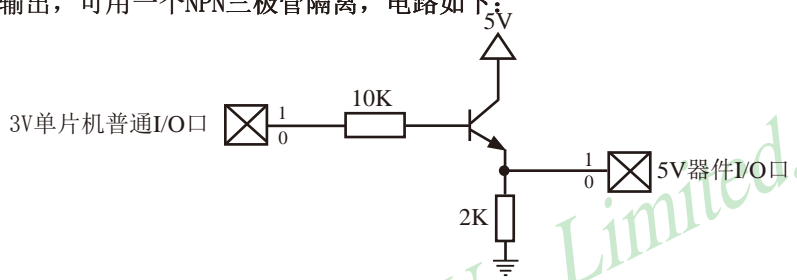 输出，可用一个NPN三极管隔离，电路如下：
5V
10K
3V单片机普通I/O口
1
0
1
0
5V器件I/O口
2K
Limited.